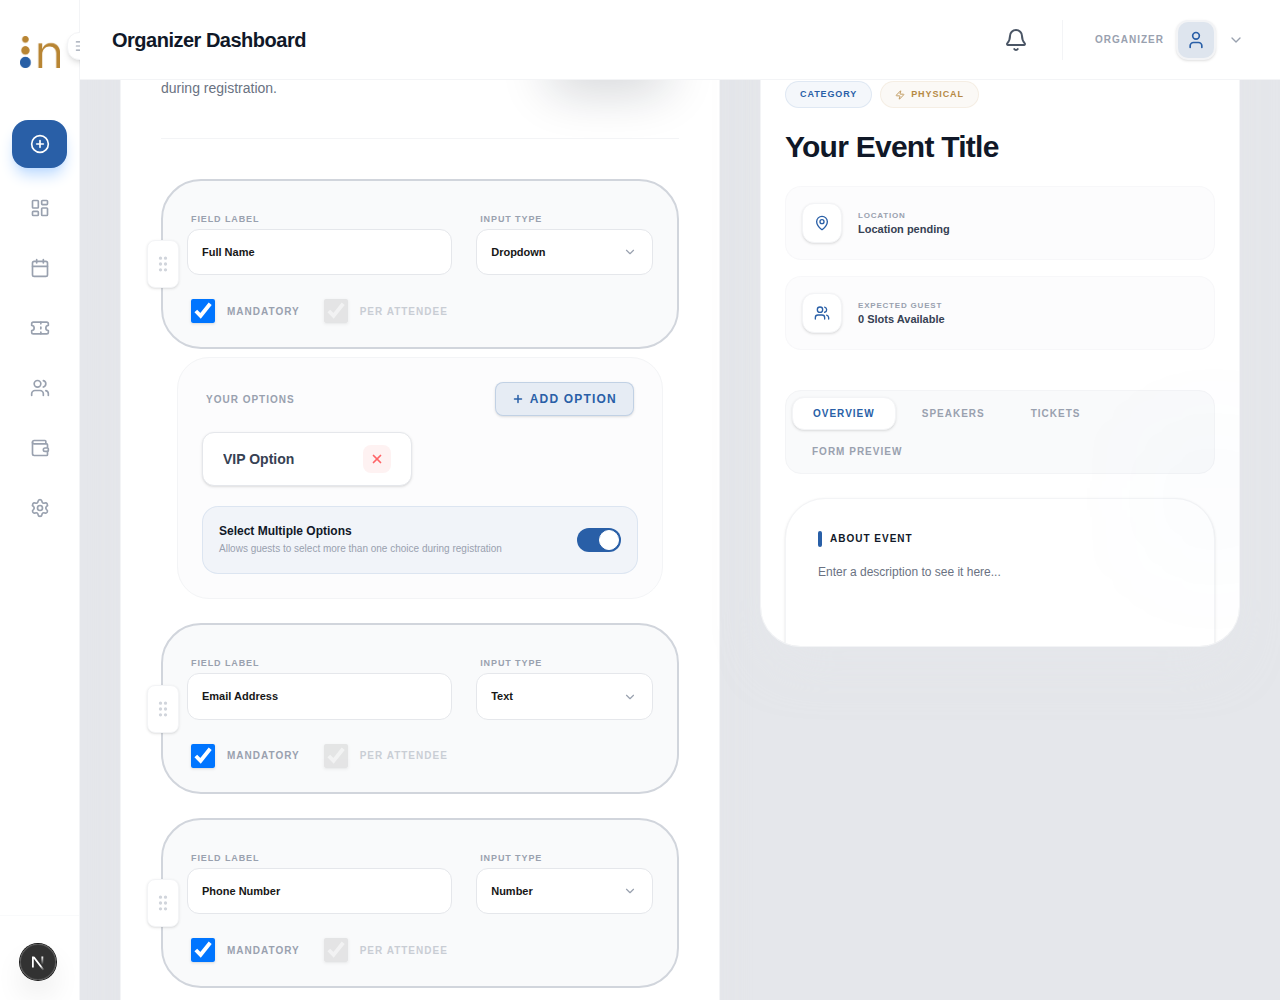 in
Organizer Dashboard
ORGANIZER
during registration.
FIELD LABEL
INPUT TYPE
Full Name
Dropdown
MANDATORY
PER ATTENDEE
YOUR OPTIONS
ADD OPTION
VIP Option
Select Multiple Options
Allows guests to select more than one choice during registration
FIELD LABEL
INPUT TYPE
Email Address
Text
MANDATORY
PER ATTENDEE
FIELD LABEL
INPUT TYPE
Phone Number
Number
MANDATORY
PER ATTENDEE
CATEGORY
PHYSICAL
Your Event Title
LOCATION
Location pending
EXPECTED GUEST
0 Slots Available
OVERVIEW
SPEAKERS
TICKETS
FORM PREVIEW
ABOUT EVENT
Enter a description to see it here...
N